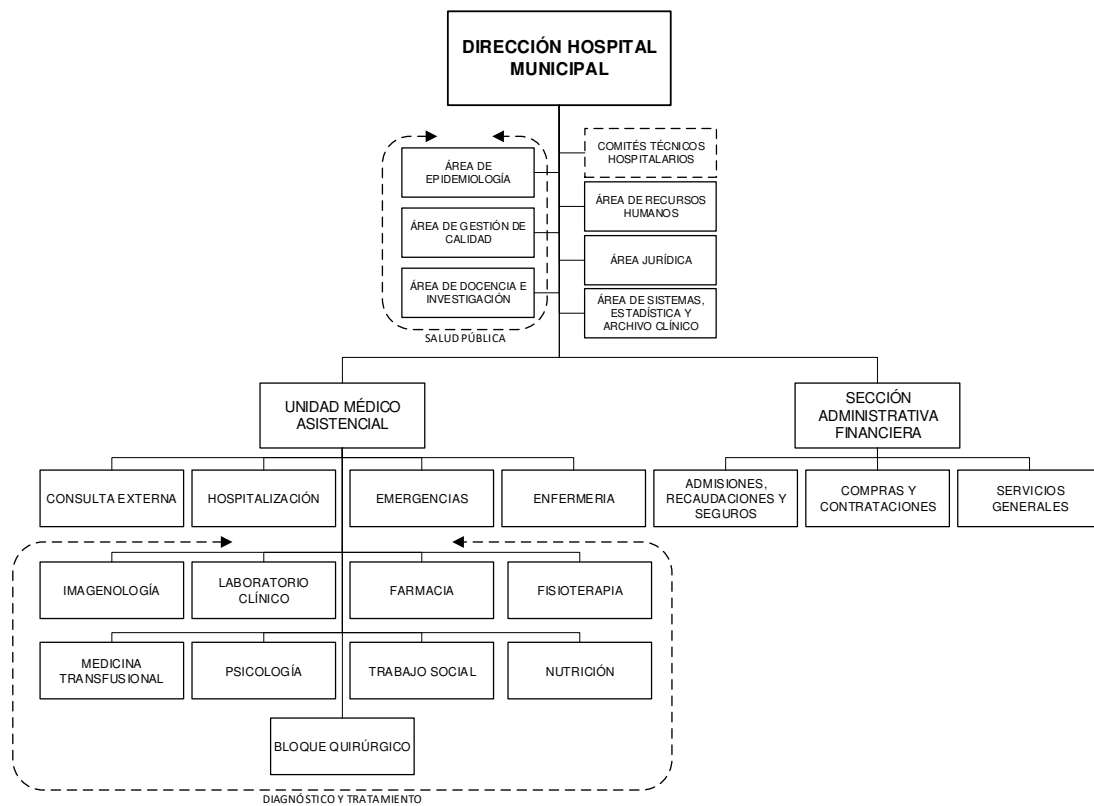 DIRECCIÓN HOSPITAL
MUNICIPAL
COMITÉS TÉCNICOS
HOSPITALARIOS
ÁREA DE
EPIDEMIOLOGÍA
ÁREA DE RECURSOS
HUMANOS
ÁREA DE GESTIÓN DE
CALIDAD
ÁREA JURÍDICA
ÁREA DE DOCENCIA E
INVESTIGACIÓN
ÁREA DE SISTEMAS,
ESTADÍSTICA Y
ARCHIVO CLÍNICO
SALUD PÚBLICA
UNIDAD MÉDICO
ASISTENCIAL
SECCIÓN
ADMINISTRATIVA
FINANCIERA
CONSULTA EXTERNA
HOSPITALIZACIÓN
EMERGENCIAS
ENFERMERIA
ADMISIONES,
RECAUDACIONES Y
SEGUROS
COMPRAS Y
CONTRATACIONES
SERVICIOS
GENERALES
IMAGENOLOGÍA
LABORATORIO
CLÍNICO
FARMACIA
FISIOTERAPIA
MEDICINA
TRANSFUSIONAL
PSICOLOGÍA
TRABAJO SOCIAL
NUTRICIÓN
BLOQUE QUIRÚRGICO
DIAGNÓSTICO Y TRATAMIENTO